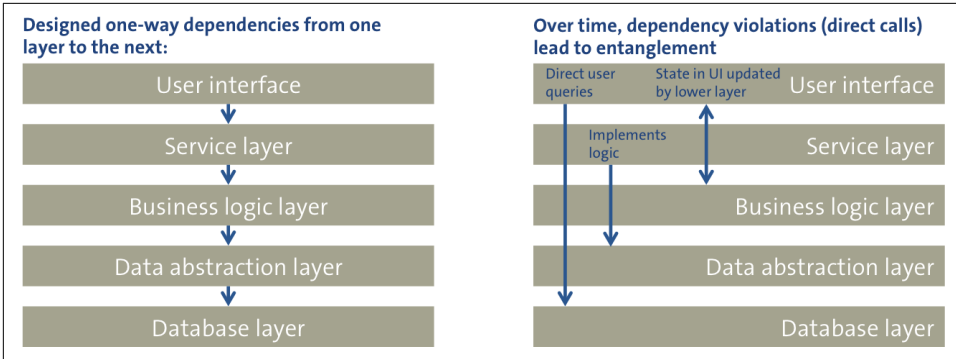 Designed one-way dependencies from one
layer to the next:
User interface
Service layer
Business logic layer
Data abstraction layer
Database layer
Over time, dependency violations (direct calls)
lead to entanglement
Direct user
queries
State in UI updated
by lower layer
User interface
Implements
logic
Service layer
Business logic layer
Data abstraction layer
Database layer